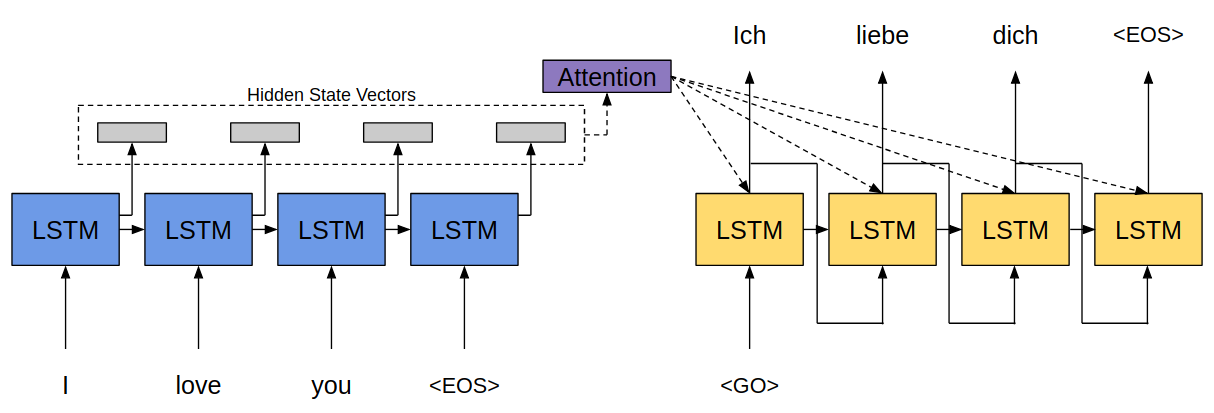 Ich liebe dich <EOS>
Attention
Hidden State Vectors
LSTM LSTM LSTM LSTM LSTM LSTM LSTM LSTM
I love you <EOS> <GO>